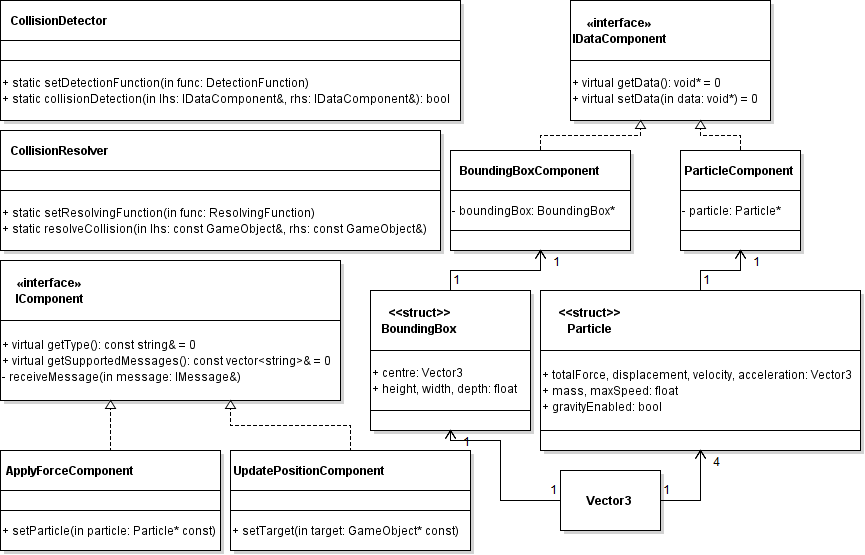 CollisionDetector
+ static setDetectionFunction(in func: DetectionFunction)
+ static collisionDetection(in lhs: IDataComponent&, rhs: IDataComponent&): bool
«interface»
IDataComponent
+ virtual getData(): void* = 0
+ virtual setData(in data: void*) = 0
CollisionResolver
+ static setResolvingFunction(in func: ResolvingFunction)
+ static resolveCollision(in lhs: const GameObject&, rhs: const GameObject&)
BoundingBoxComponent
- boundingBox: BoundingBox*
ParticleComponent
- particle: Particle*
«interface»
IComponent
+ virtual getType(): const string& = 0
+ virtual getSupportedMessages(): const vector<string>& = 0
- receiveMessage(in message: IMessage&)
1
1
1
1
<<struct>>
BoundingBox
+ centre: Vector3
+ height, width, depth: float
<<struct>>
Particle
+ totalForce, displacement, velocity, acceleration: Vector3
+ mass, maxSpeed: float
+ gravityEnabled: bool
ApplyForceComponent
+ setParticle(in particle: Particle* const)
UpdatePositionComponent
+ setTarget(in target: GameObject* const)
1
4
1
1
Vector3